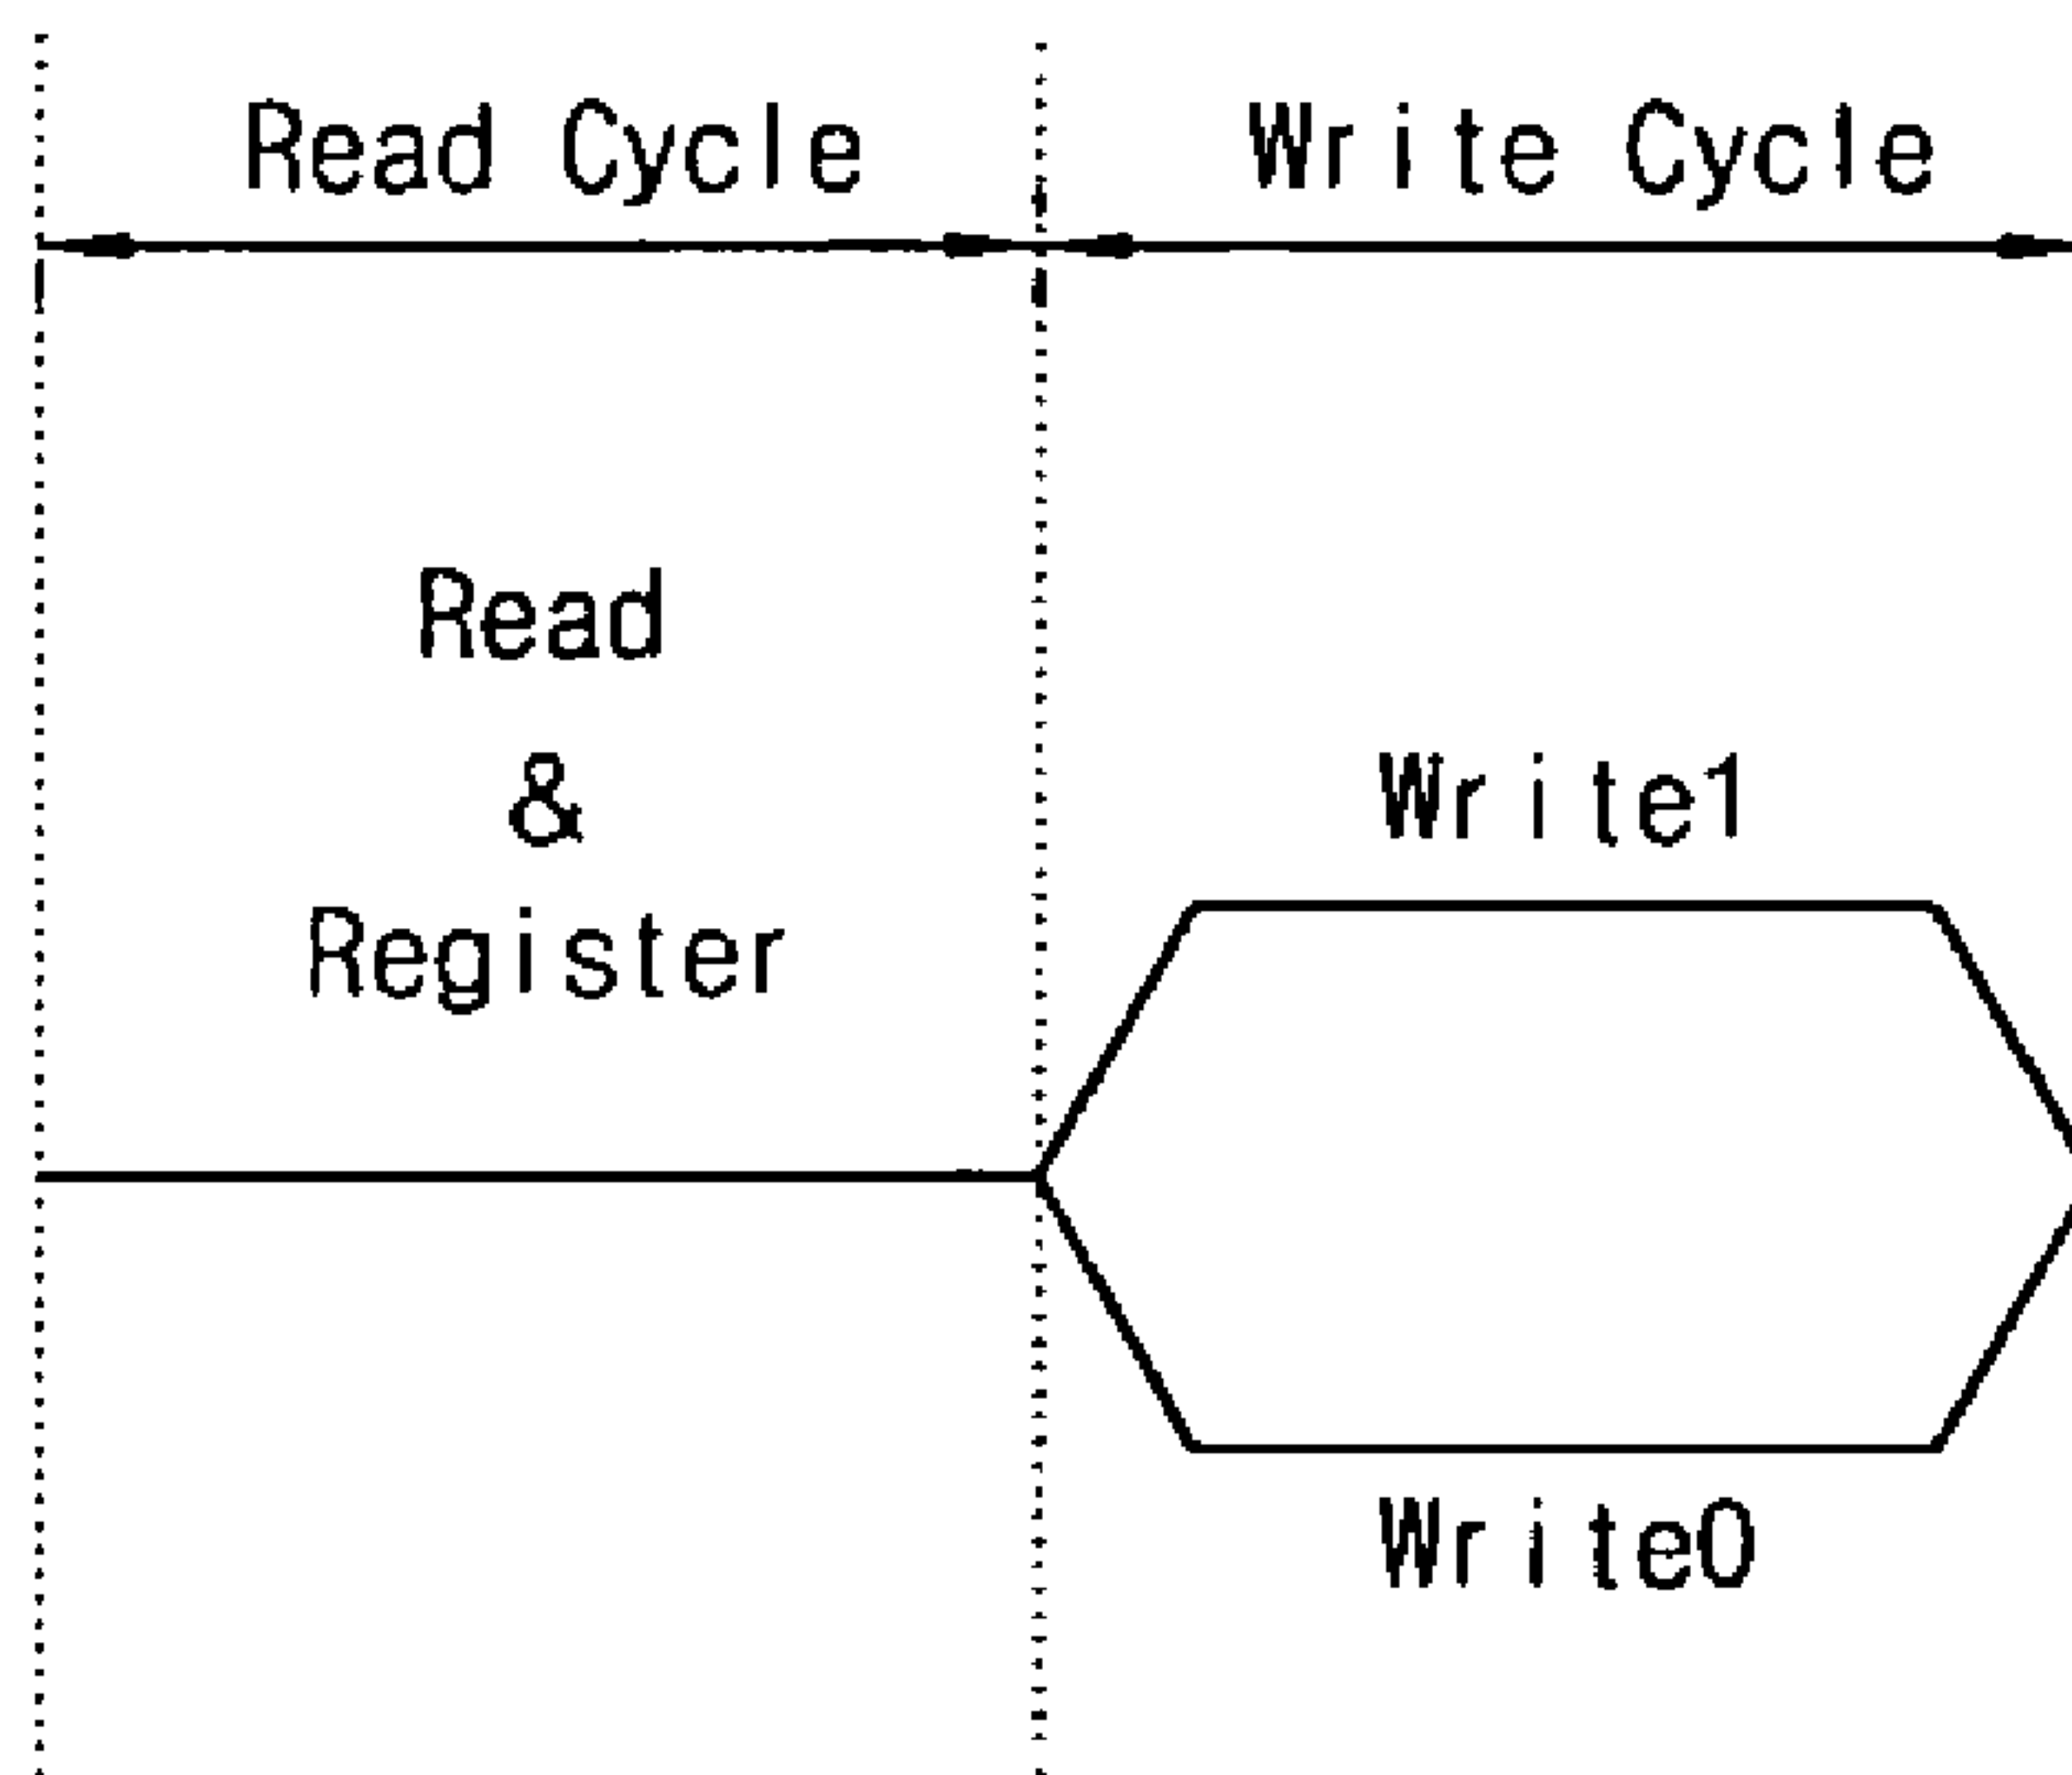 Read Cycle Write Cycle
Read
&
Register
Write1
Write0